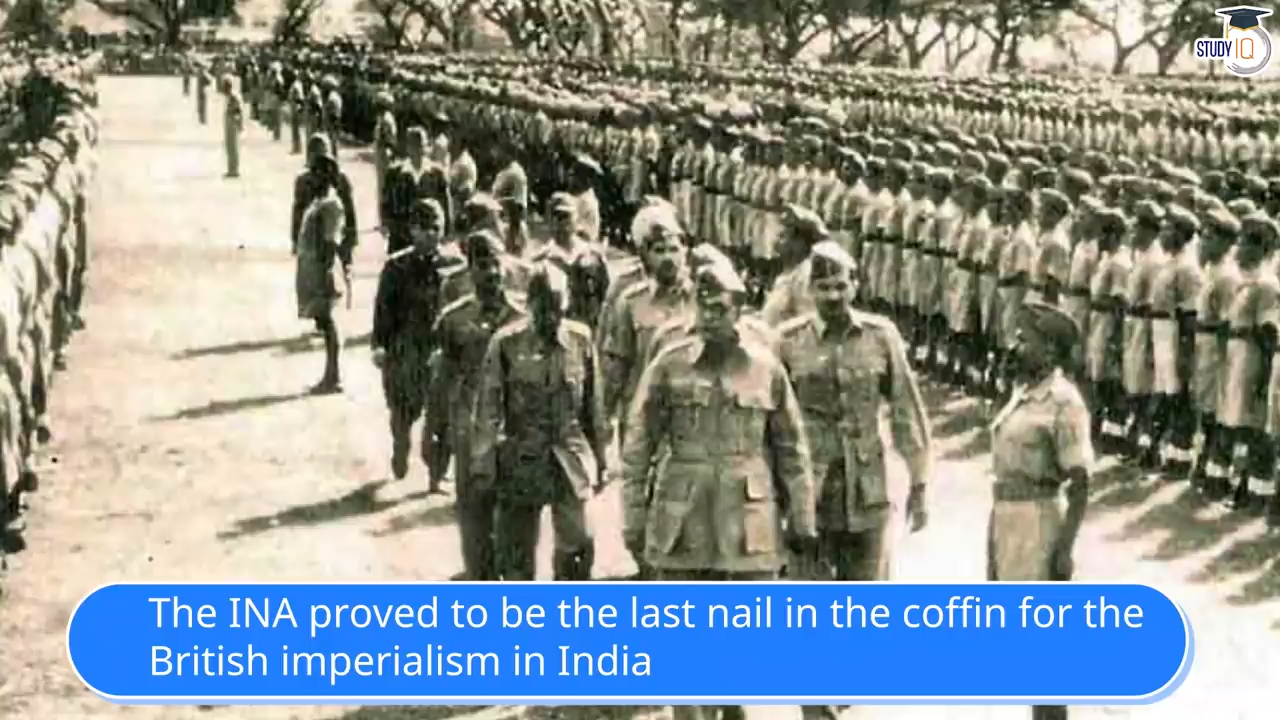 STUDY IQ
The INA proved to be the last nail in the coffin for the
British imperialism in India